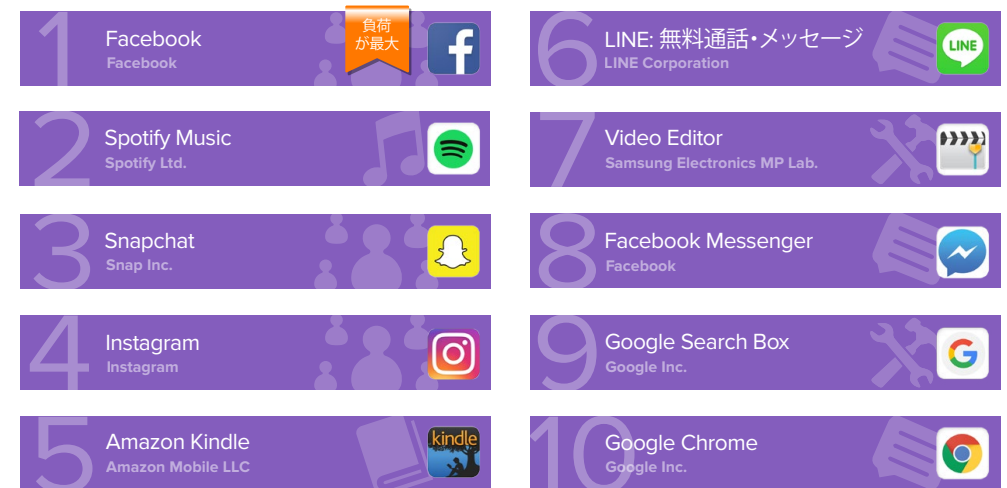 1
Facebook
Facebook
負荷
が最大
2
Spotify Music
Spotify Ltd.
3
Snapchat
Snap Inc.
4
Instagram
Instagram
5
Amazon Kindle
Amazon Mobile LLC
kindle
6
LINE: 無料通話・メッセージ
LINE Corporation
LINE
7
Video Editor
Samsung Electronics MP Lab.
8
Facebook Messenger
Facebook
9
Google Search Box
Google Inc.
G
10
Google Chrome
Google Inc.